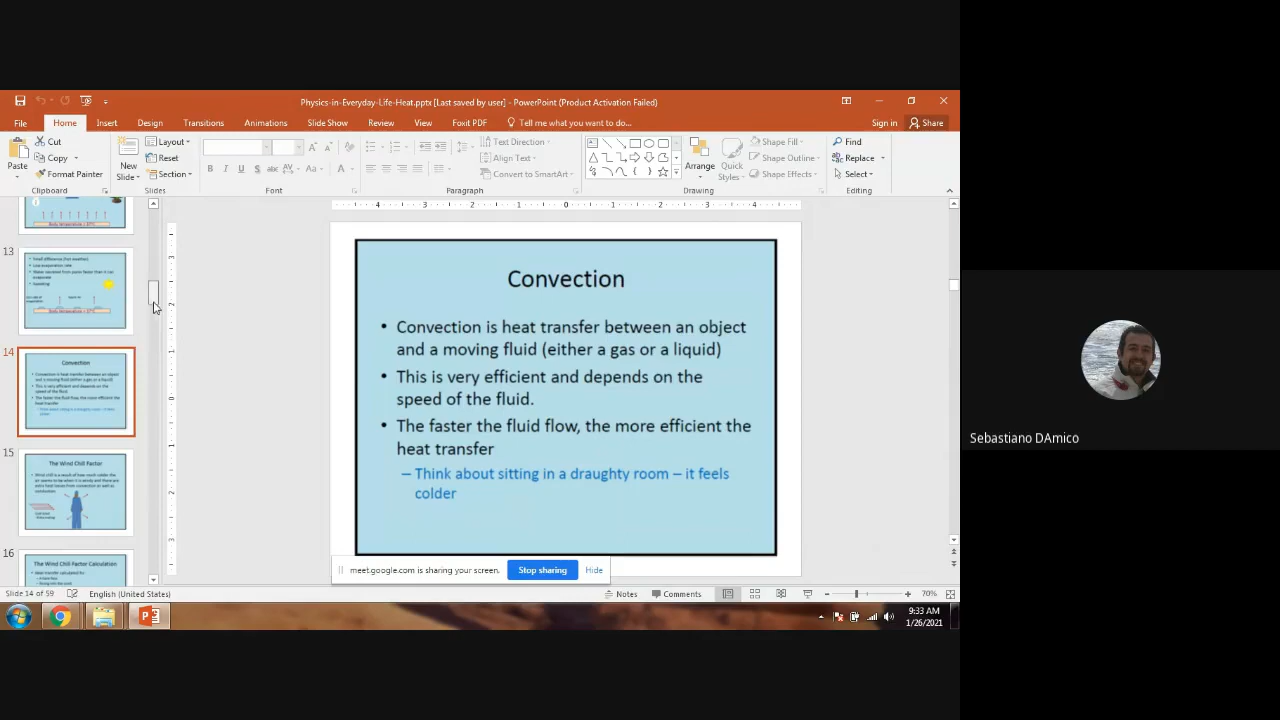 Physics-in-Everyday-Life-Heat.pptx [Last saved by user] - PowerPoint (Product Activation Failed)
File Home Insert Design Transitions Animations Slide Show Review View Foxit PDF Tell me what you want to do... Sign in Share
Cut
Copy
Format Painter
Paste
Clipboard
New
Slide
Layout
Reset
Section
Slides
Font
Text Direction
Align Text
Convert to SmartArt
Paragraph
Arrange
Quick
Styles
Shape Fill
Shape Outline
Shape Effects
Drawing
Find
Replace
Select
Editing
13
14
Convection
15
The Wind Chill Factor
16
The Wind Chill Factor Calculation
Convection
• Convection is heat transfer between an object
and a moving fluid (either a gas or a liquid)
• This is very efficient and depends on the
speed of the fluid.
• The faster the fluid flow, the more efficient the
heat transfer
– Think about sitting in a draughty room – it feels
colder
meet.google.com is sharing your screen. Stop sharing Hide
Slide 14 of 59 English (United States) Notes Comments 70%
9:33 AM
1/26/2021
Sebastiano DAmico